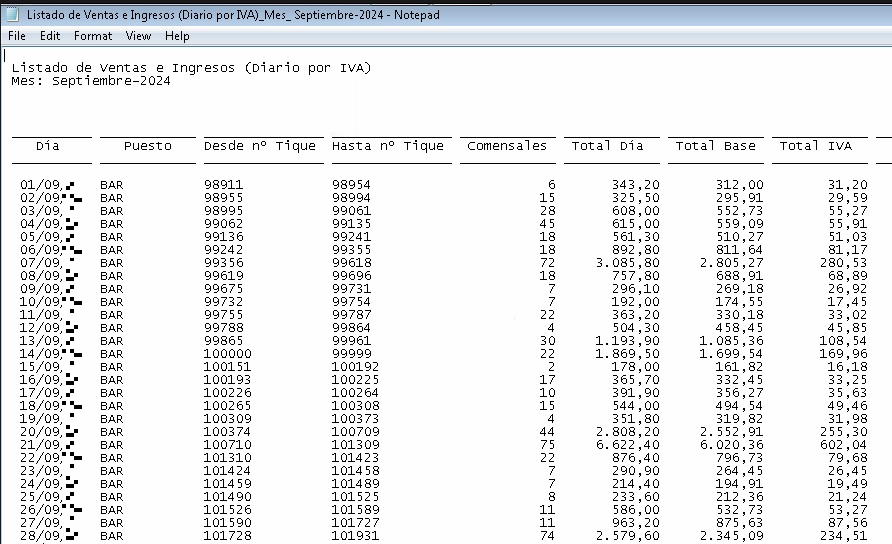 Listado de Ventas e Ingresos (Diario por IVA)_Mes_ Septiembre-2024 - Notepad
File Edit Format View Help
Listado de Ventas e Ingresos (Diario por IVA)
Mes: Septiembre-2024
Día Puesto Desde nº Tique Hasta nº Tique Comensales Total Día Total Base Total IVA
01/09, BAR 98911 98954 6 343,20 312,00 31,20
02/09, BAR 98955 98994 15 325,50 295,91 29,59
03/09, BAR 98995 99061 28 608,00 552,73 55,27
04/09, BAR 99062 99135 45 615,00 559,09 55,91
05/09, BAR 99136 99241 18 561,30 510,27 51,03
06/09, BAR 99242 99355 18 892,80 811,64 81,17
07/09, BAR 99356 99618 72 3.085,80 2.805,27 280,53
08/09, BAR 99619 99696 18 757,80 688,91 68,89
09/09, BAR 99675 99731 7 296,10 269,18 26,92
10/09, BAR 99732 99754 7 192,00 174,55 17,45
11/09, BAR 99755 99787 22 363,20 330,18 33,02
12/09, BAR 99788 99864 4 504,30 458,45 45,85
13/09, BAR 99865 99961 30 1.193,90 1.085,36 108,54
14/09, BAR 100000 99999 22 1.869,50 1.699,54 169,96
15/09, BAR 100151 100192 2 178,00 161,82 16,18
16/09, BAR 100193 100225 17 365,70 332,45 33,25
17/09, BAR 100226 100264 10 391,90 356,27 35,63
18/09, BAR 100265 100308 15 544,00 494,54 49,46
19/09, BAR 100309 100373 4 351,80 319,82 31,98
20/09, BAR 100374 100709 44 2.808,20 2.552,91 255,30
21/09, BAR 100710 101309 75 6.622,40 6.020,36 602,04
22/09, BAR 101310 101423 22 876,40 796,73 79,68
23/09, BAR 101424 101458 7 290,90 264,45 26,45
24/09, BAR 101459 101489 7 214,40 194,91 19,49
25/09, BAR 101490 101525 8 233,60 212,36 21,24
26/09, BAR 101526 101589 11 586,00 532,73 53,27
27/09, BAR 101590 101727 11 963,20 875,63 87,56
28/09, BAR 101728 101931 74 2.579,60 2.345,09 234,51